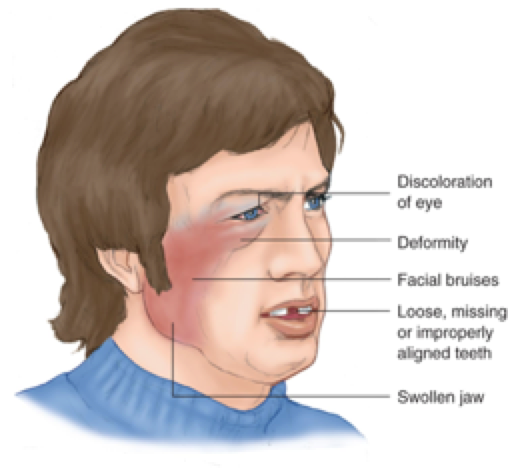 Discoloration
of eye
Deformity
Facial bruises
Loose, missing
or improperly
aligned teeth
Swollen jaw